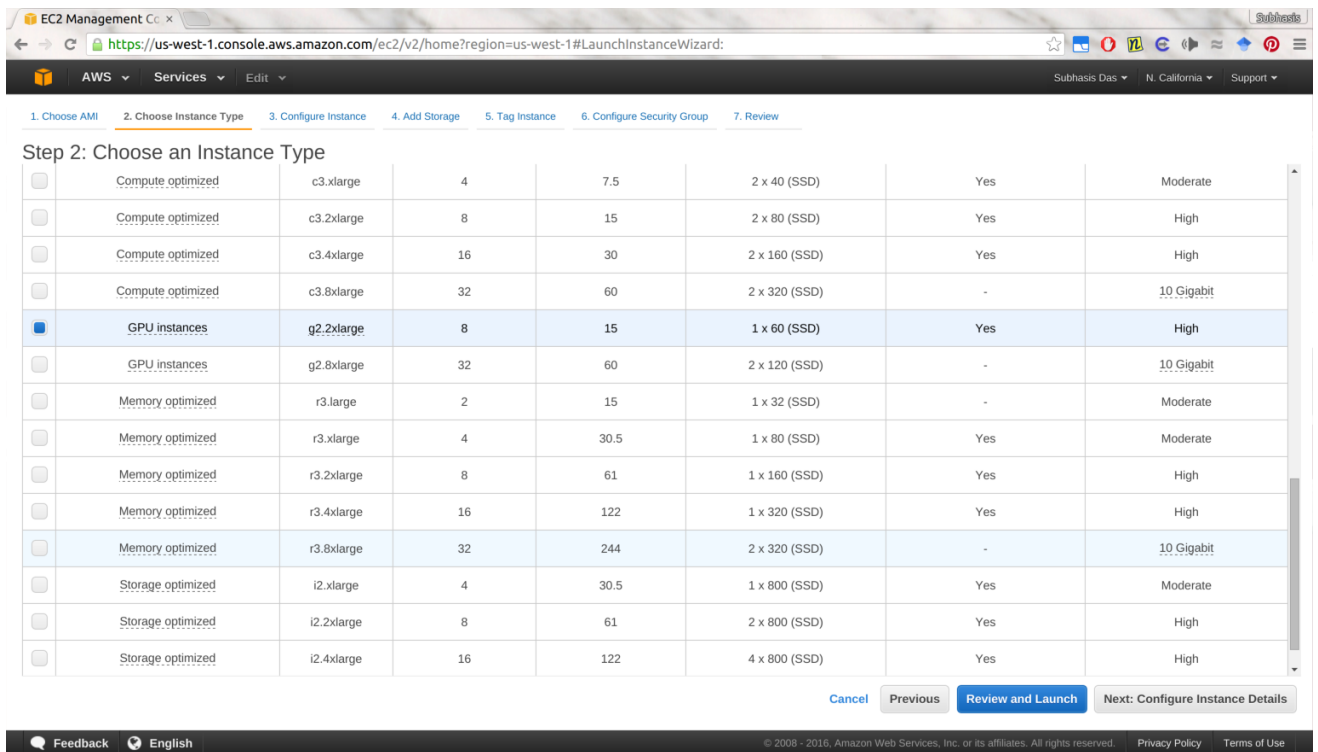 EC2 Management Co ×
Subhasis
https://us-west-1.console.aws.amazon.com/ec2/v2/home?region=us-west-1#LaunchInstanceWizard:
AWS Services Edit Subhasis Das N. California Support
1. Choose AMI 2. Choose Instance Type 3. Configure Instance 4. Add Storage 5. Tag Instance 6. Configure Security Group 7. Review
Step 2: Choose an Instance Type
Compute optimized c3.xlarge 4 7.5 2 x 40 (SSD) Yes Moderate
Compute optimized c3.2xlarge 8 15 2 x 80 (SSD) Yes High
Compute optimized c3.4xlarge 16 30 2 x 160 (SSD) Yes High
Compute optimized c3.8xlarge 32 60 2 x 320 (SSD) - 10 Gigabit
GPU instances g2.2xlarge 8 15 1 x 60 (SSD) Yes High
GPU instances g2.8xlarge 32 60 2 x 120 (SSD) - 10 Gigabit
Memory optimized r3.large 2 15 1 x 32 (SSD) - Moderate
Memory optimized r3.xlarge 4 30.5 1 x 80 (SSD) Yes Moderate
Memory optimized r3.2xlarge 8 61 1 x 160 (SSD) Yes High
Memory optimized r3.4xlarge 16 122 1 x 320 (SSD) Yes High
Memory optimized r3.8xlarge 32 244 2 x 320 (SSD) - 10 Gigabit
Storage optimized i2.xlarge 4 30.5 1 x 800 (SSD) Yes Moderate
Storage optimized i2.2xlarge 8 61 2 x 800 (SSD) Yes High
Storage optimized i2.4xlarge 16 122 4 x 800 (SSD) Yes High
Cancel Previous Review and Launch Next: Configure Instance Details
Feedback English © 2008 - 2016, Amazon Web Services, Inc. or its affiliates. All rights reserved. Privacy Policy Terms of Use